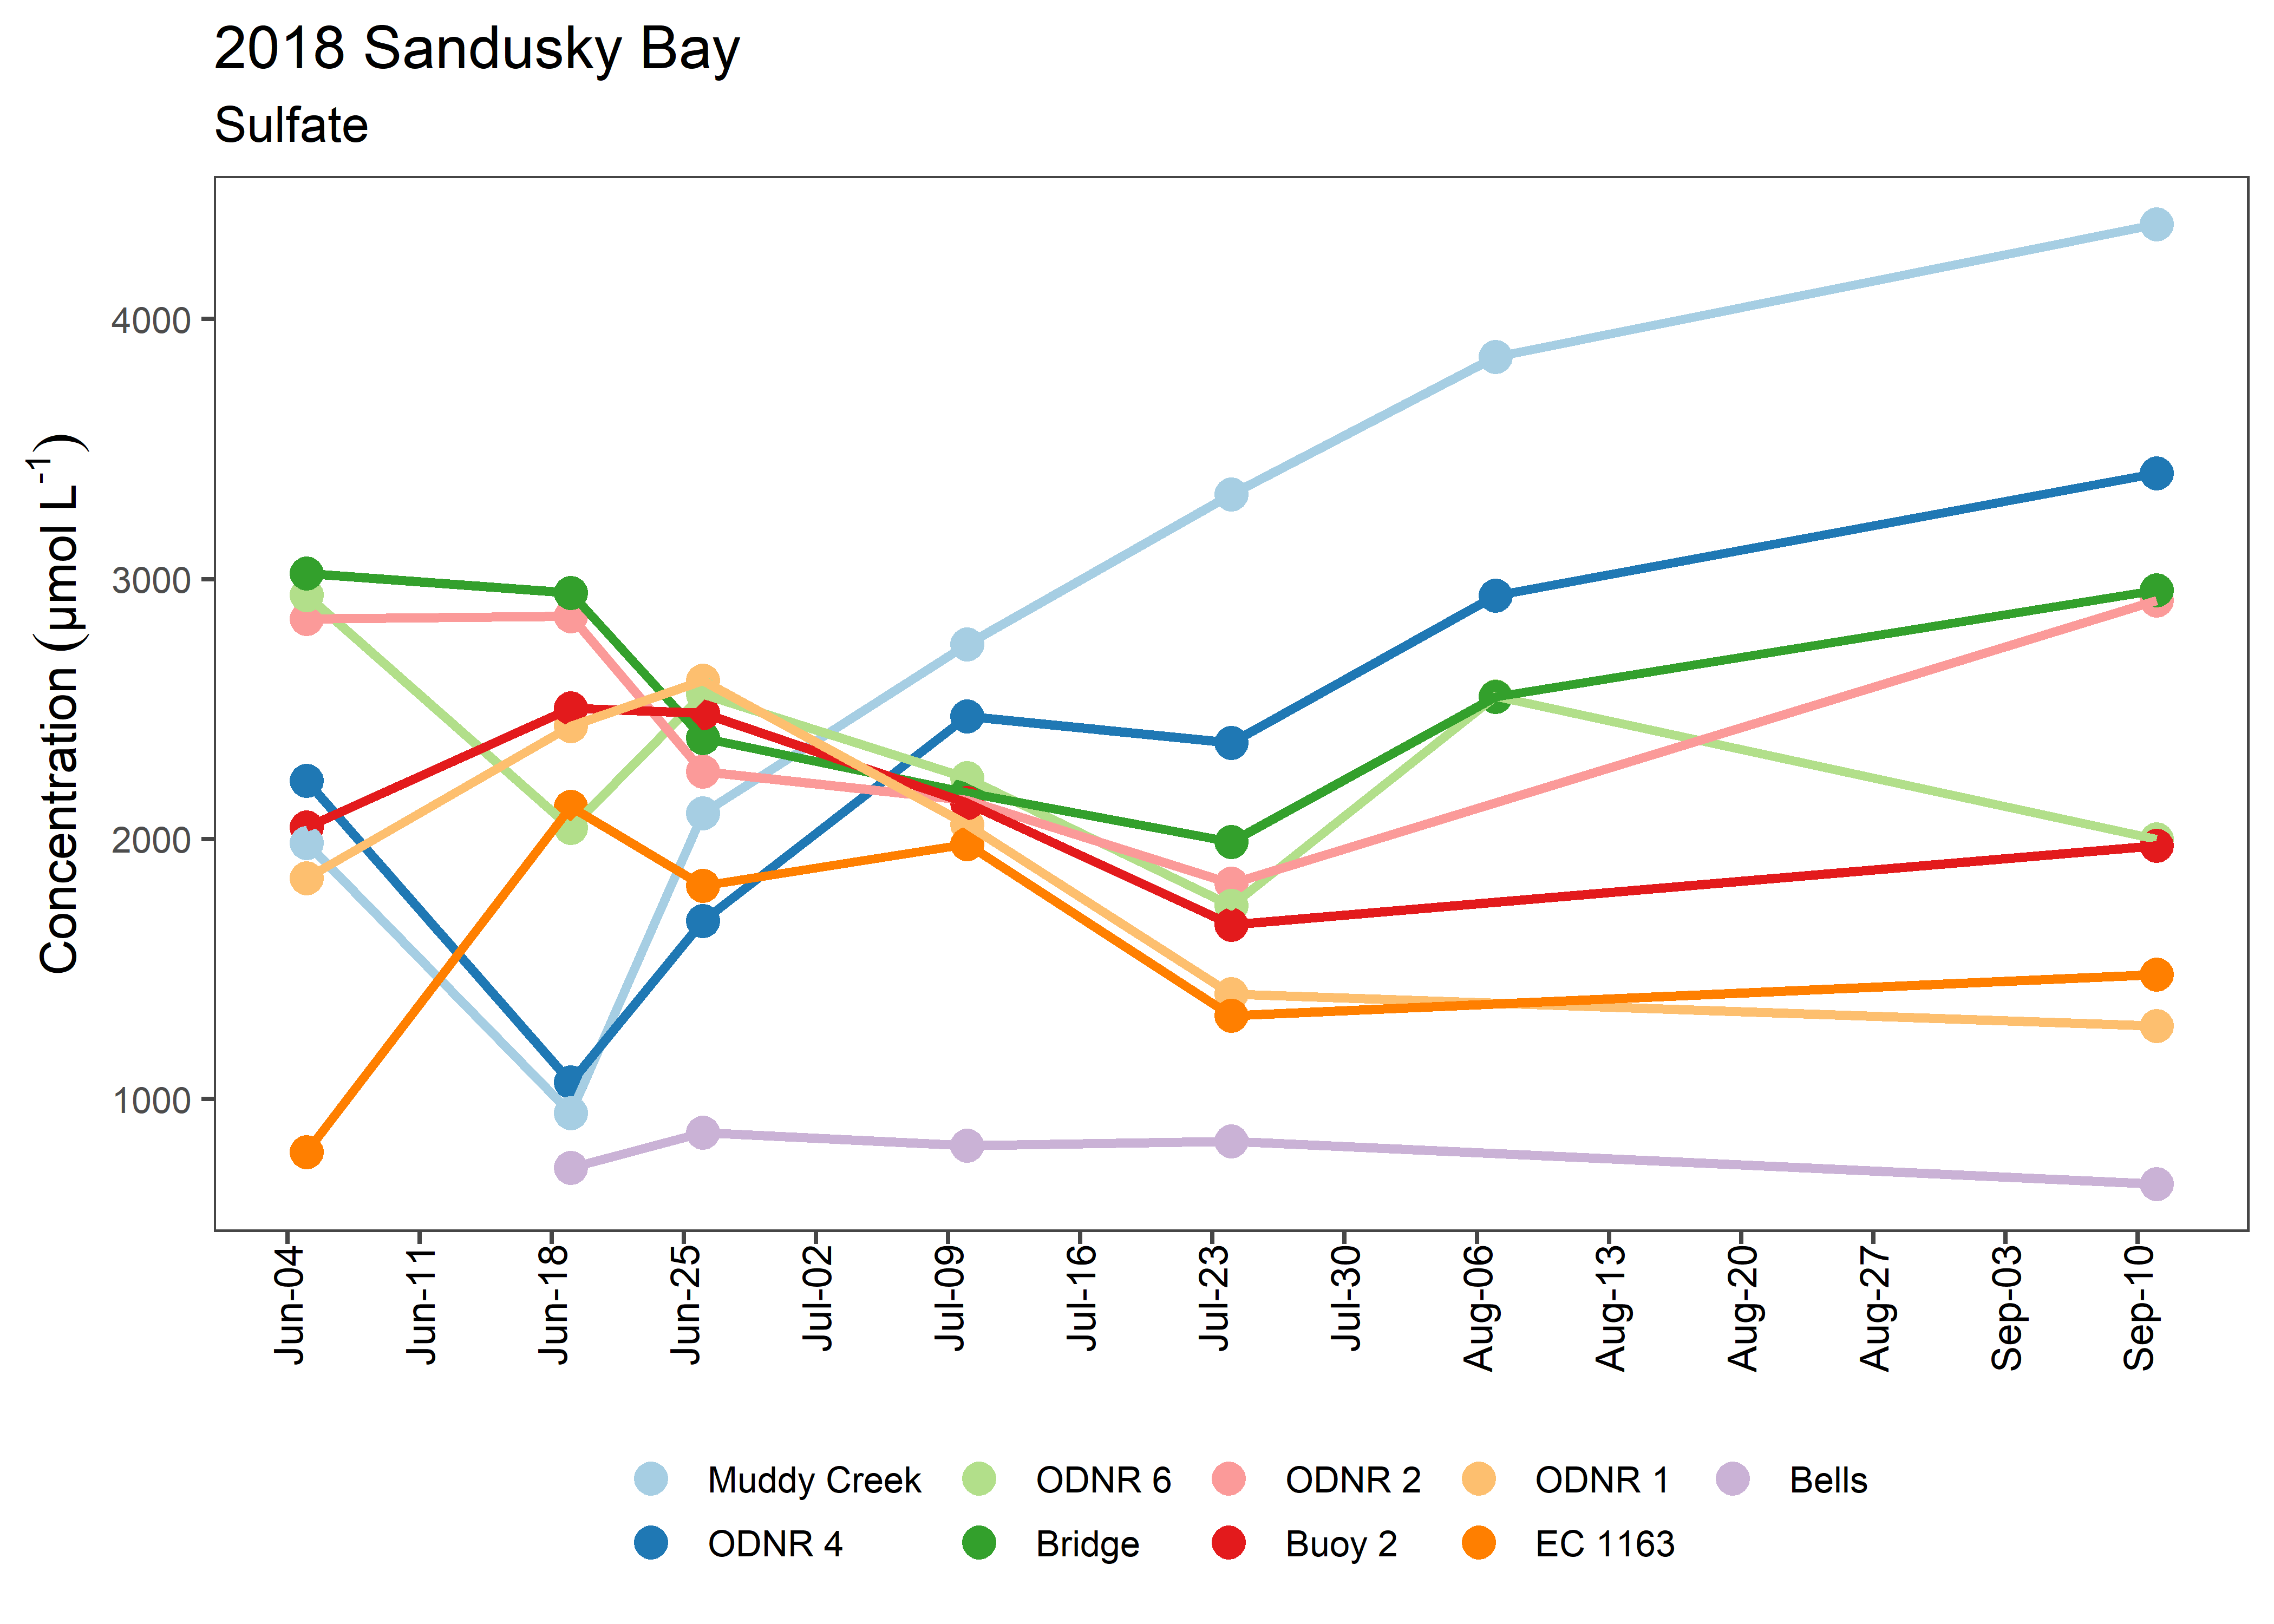 2018 Sandusky Bay
Sulfate
Concentration (µmol L-1)
4000
3000
2000
1000
Jun-04
Jun-11
Jun-18
Jun-25
Jul-02
Jul-09
Jul-16
Jul-23
Jul-30
Aug-06
Aug-13
Aug-20
Aug-27
Sep-03
Sep-10
Muddy Creek
ODNR 6
ODNR 2
ODNR 1
Bells
ODNR 4
Bridge
Buoy 2
EC 1163